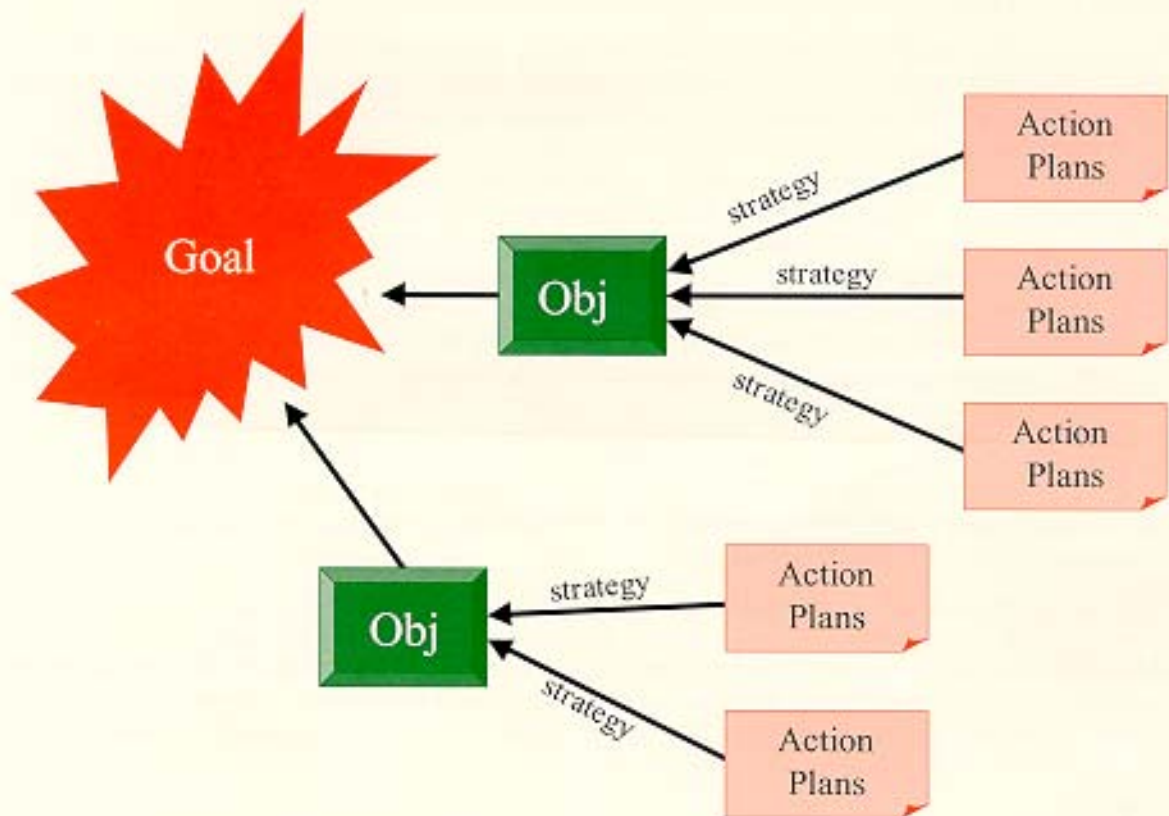 Goal
Obj
strategy
Action
Plans
strategy
Action
Plans
strategy
Action
Plans
Obj
strategy
Action
Plans
strategy
Action
Plans